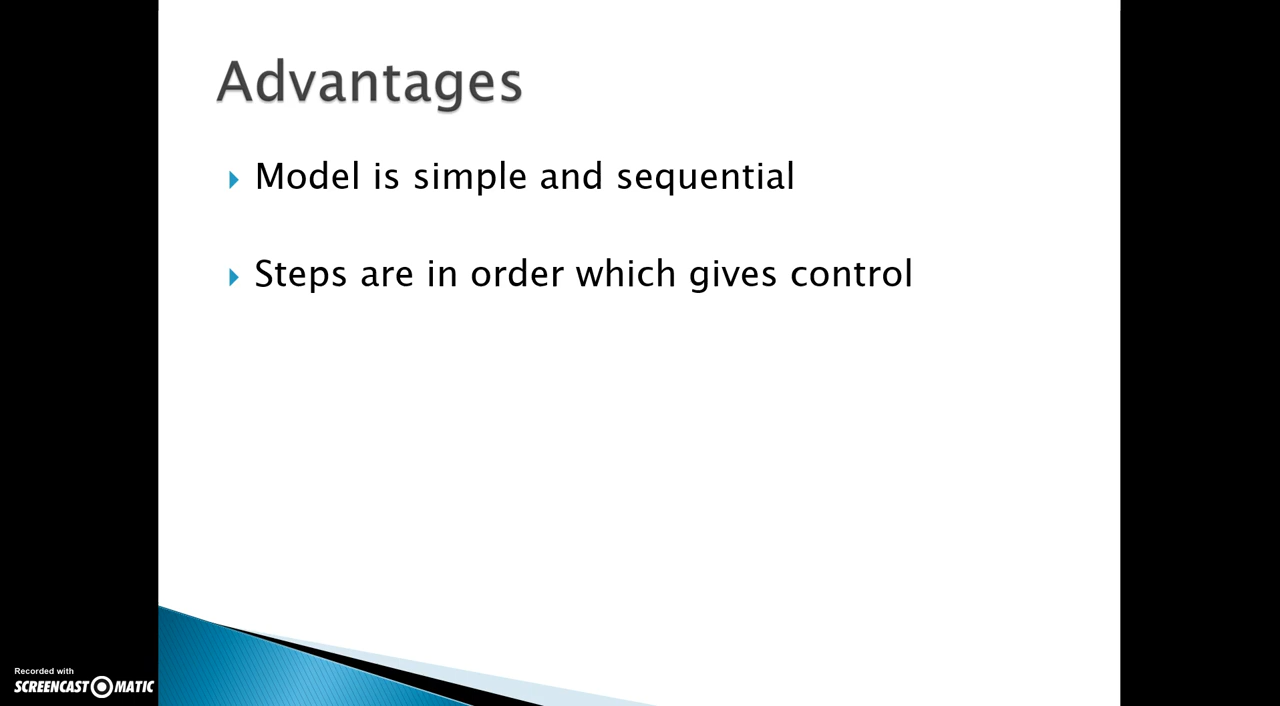 Advantages
Model is simple and sequential
Steps are in order which gives control
Recorded with
SCREENCAST MATIC